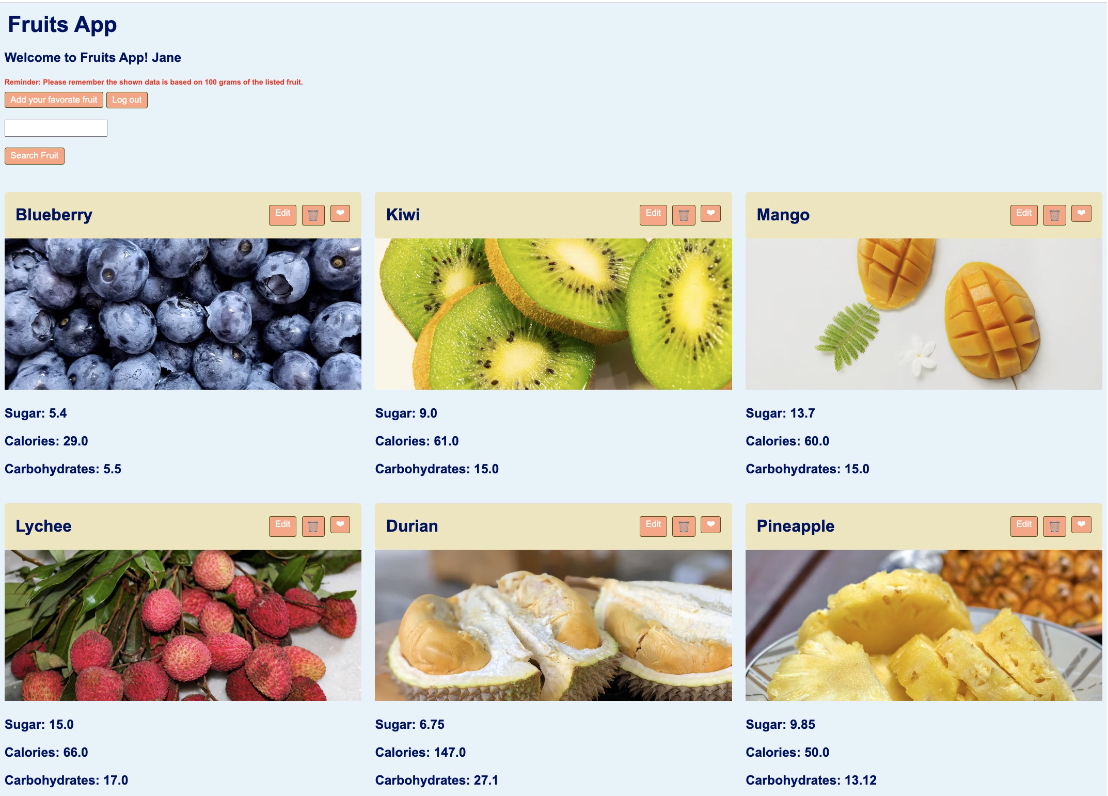 Fruits App
Welcome to Fruits App! Jane
Reminder: Please remember the shown data is based on 100 grams of the listed fruit.
Add your favorate fruit Log out
Search Fruit
Blueberry Edit
Kiwi Edit
Mango Edit
Sugar: 5.4
Calories: 29.0
Carbohydrates: 5.5
Sugar: 9.0
Calories: 61.0
Carbohydrates: 15.0
Sugar: 13.7
Calories: 60.0
Carbohydrates: 15.0
Lychee Edit
Durian Edit
Pineapple Edit
Sugar: 15.0
Calories: 66.0
Carbohydrates: 17.0
Sugar: 6.75
Calories: 147.0
Carbohydrates: 27.1
Sugar: 9.85
Calories: 50.0
Carbohydrates: 13.12